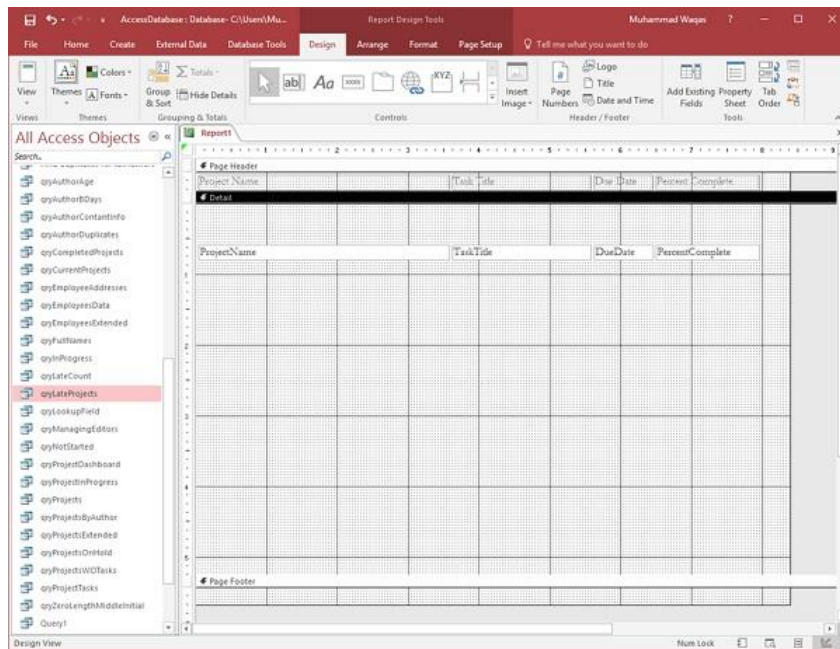 AccessDatabase : Database- C:\Users\Mu...
Report Design Tools
Muhammad Waqas
File Home Create External Data Database Tools Design Arrange Format Page Setup Tell me what you want to do
View
Themes
Colors
Fonts
Group & Sort
Totals
Hide Details
Aa
XYZ
Insert Image
Page Numbers
Logo
Title
Date and Time
Add Existing Fields
Property Sheet
Tab Order
Views Themes Grouping & Totals Controls Header / Footer Tools
All Access Objects
Search...
qryAuthorAge
qryAuthorBDays
qryAuthorContantInfo
qryAuthorDuplicates
qryCompletedProjects
qryCurrentProjects
qryEmployeeAddresses
qryEmployeesData
qryEmployeesExtended
qryFullNames
qryInProgress
qryLateCount
qryLateProjects
qryLookupField
qryManagingEditors
qryNotStarted
qryProjectDashboard
qryProjectInProgress
qryProjects
qryProjectsByAuthor
qryProjectsExtended
qryProjectsOnHold
qryProjectsWOTasks
qryProjectTasks
qryZeroLengthMiddleInitial
Query1
Report1
Page Header
Project Name Task Title Due Date Percent Complete
Detail
ProjectName TaskTitle DueDate PercentComplete
Page Footer
Design View
Num Lock